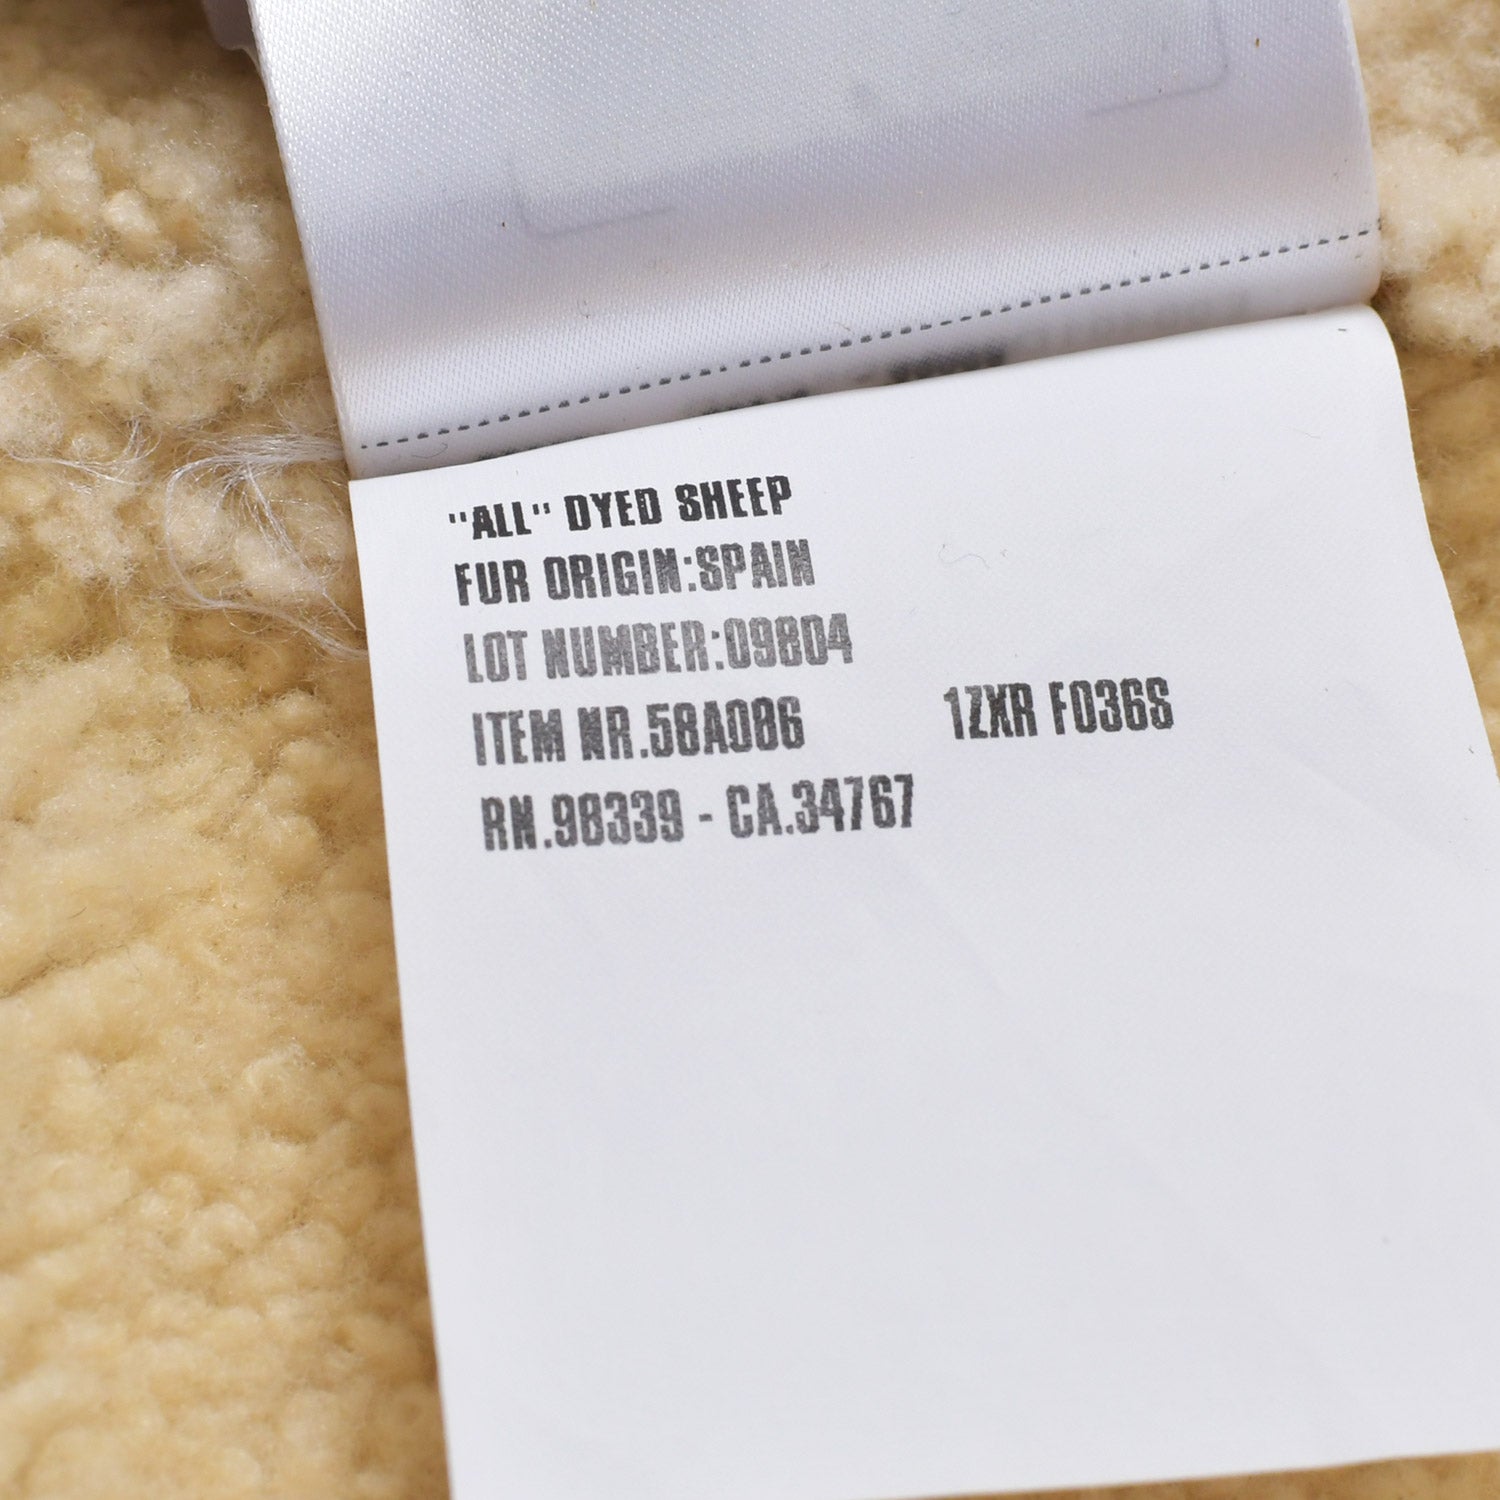 "ALL" DYED SHEEP
FUR ORIGIN:SPAIN
LOT NUMBER:09804
ITEM NR.58A086 1ZXR F036S
RN.98339 - CA.34767